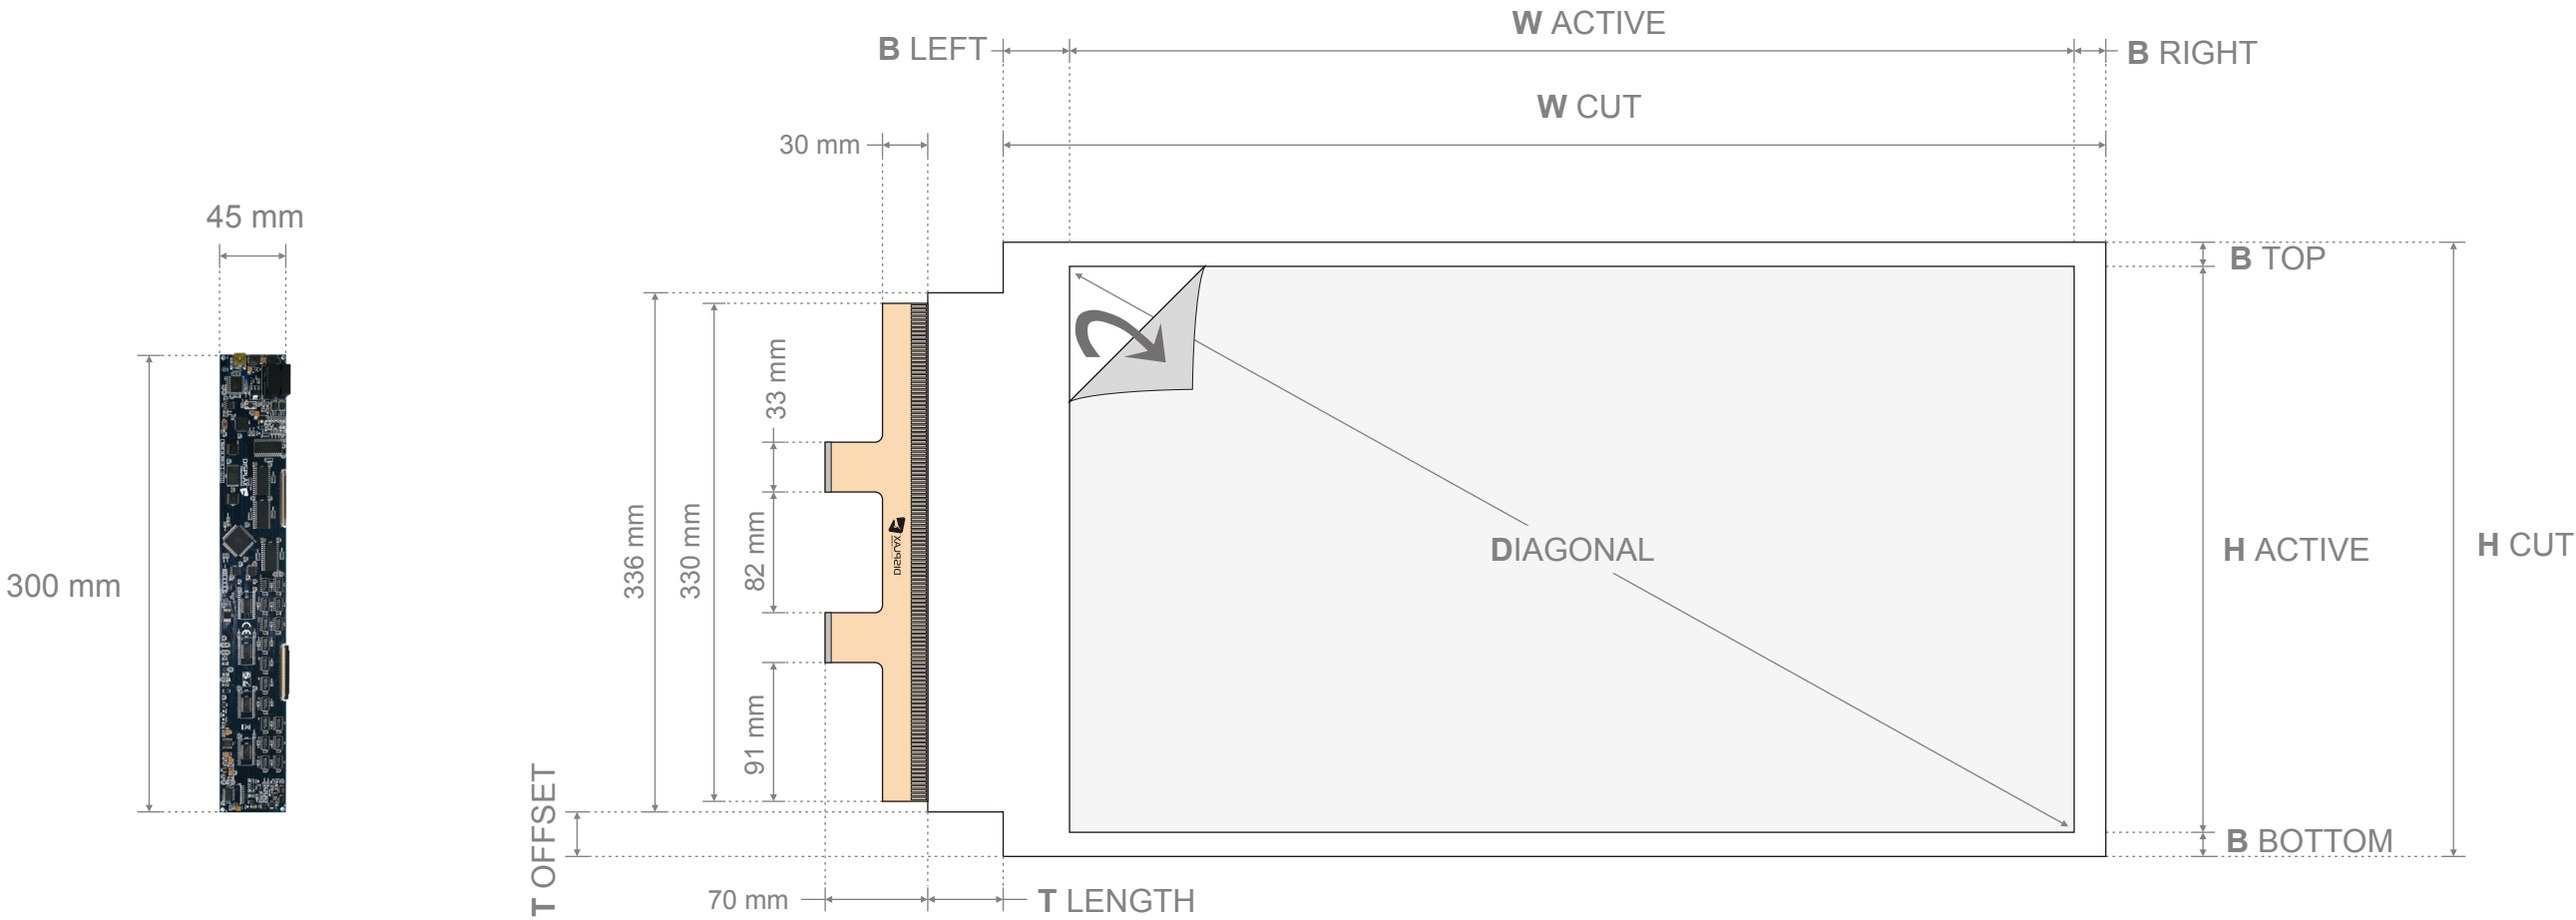 W ACTIVE
B LEFT
B RIGHT
W CUT
30 mm
45 mm
B TOP
33 mm
336 mm
330 mm
82 mm
DISPLAX
DIAGONAL
H ACTIVE
H CUT
300 mm
91 mm
T OFFSET
B BOTTOM
70 mm
T LENGTH